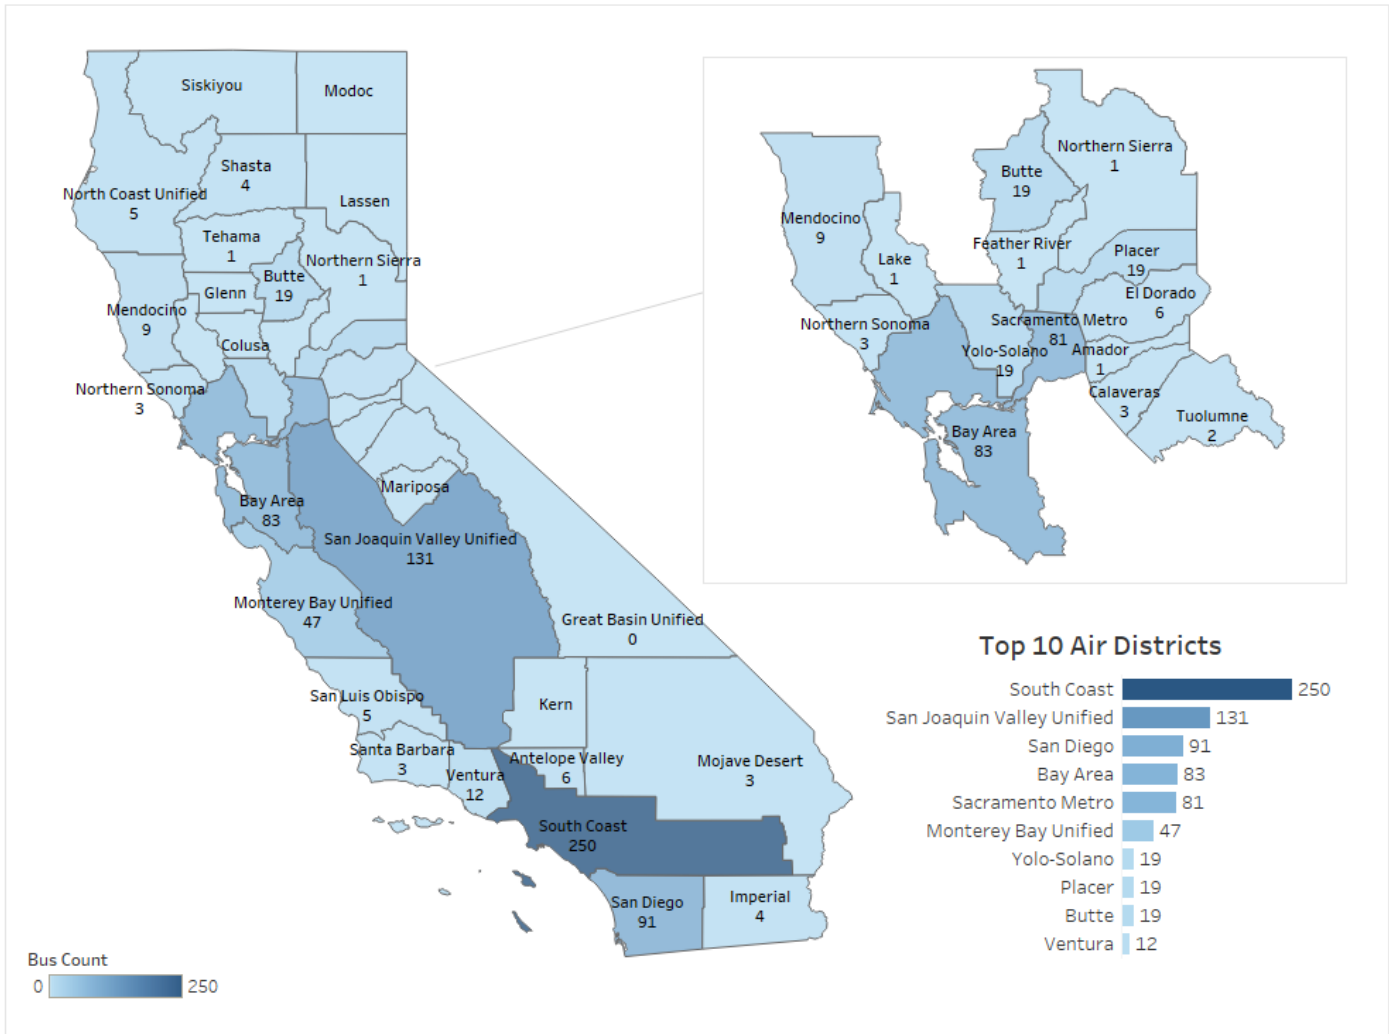 Siskiyou
Modoc
Shasta
4
North Coast Unified
5
Lassen
Tehama
1
Northern Sierra
1
Butte
19
Glenn
Mendocino
9
Colusa
Northern Sonoma
3
Mariposa
Bay Area
83
San Joaquin Valley Unified
131
Monterey Bay Unified
47
Great Basin Unified
0
San Luis Obispo
5
Kern
Santa Barbara
3
Antelope Valley
6
Mojave Desert
3
Ventura
12
South Coast
250
San Diego
91
Imperial
4
Bus Count
0 250
Northern Sierra
1
Butte
19
Mendocino
9
Feather River
1
Placer
19
Lake
1
El Dorado
6
Northern Sonoma
3
Sacramento Metro
81
Yolo-Solano
19
Amador
1
Calaveras
3
Tuolumne
2
Bay Area
83
Top 10 Air Districts
South Coast 250
San Joaquin Valley Unified 131
San Diego 91
Bay Area 83
Sacramento Metro 81
Monterey Bay Unified 47
Yolo-Solano 19
Placer 19
Butte 19
Ventura 12